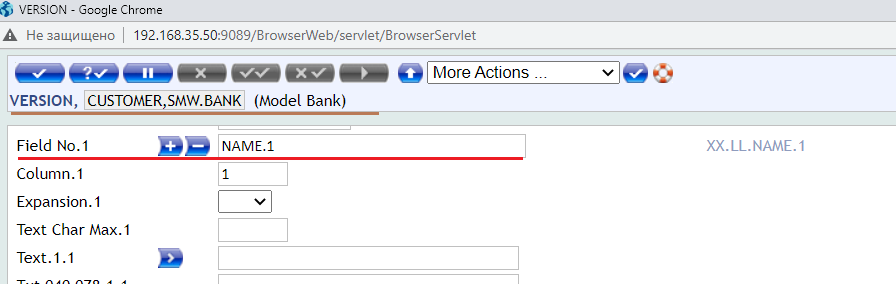 VERSION - Google Chrome
Не защищено 192.168.35.50:9089/BrowserWeb/servlet/BrowserServlet
More Actions ...
VERSION, CUSTOMER,SMW.BANK (Model Bank)
Field No.1 NAME.1 XX.LL.NAME.1
Column.1 1
Expansion.1
Text Char Max.1
Text.1.1